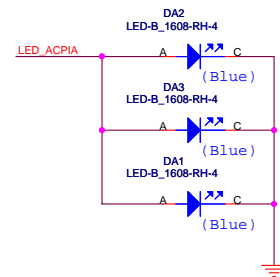 DA2
LED-B_1608-RH-4
LED_ACPIA
A C
(Blue)
DA3
LED-B_1608-RH-4
A C
(Blue)
DA1
LED-B_1608-RH-4
A C
(Blue)